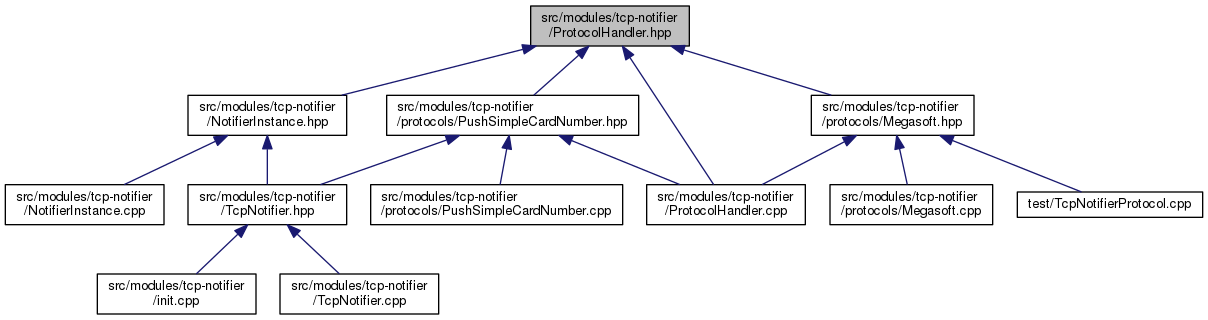 src/modules/tcp-notifier
/ProtocolHandler.hpp
src/modules/tcp-notifier
/NotifierInstance.hpp
src/modules/tcp-notifier
/protocols/PushSimpleCardNumber.hpp
src/modules/tcp-notifier
/protocols/Megasoft.hpp
src/modules/tcp-notifier
/NotifierInstance.cpp
src/modules/tcp-notifier
/TcpNotifier.hpp
src/modules/tcp-notifier
/protocols/PushSimpleCardNumber.cpp
src/modules/tcp-notifier
/ProtocolHandler.cpp
src/modules/tcp-notifier
/protocols/Megasoft.cpp
test/TcpNotifierProtocol.cpp
src/modules/tcp-notifier
/init.cpp
src/modules/tcp-notifier
/TcpNotifier.cpp